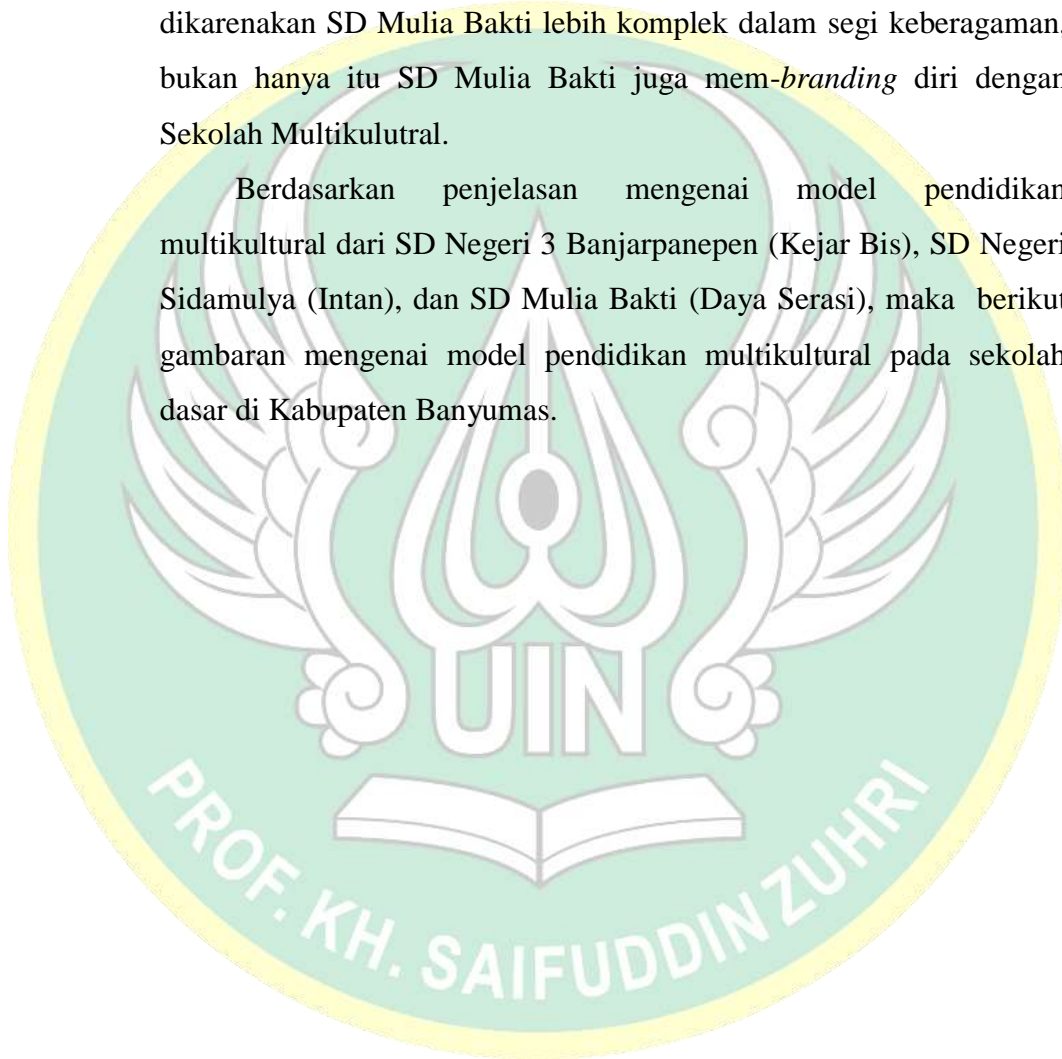 dikarenakan SD Mulia Bakti lebih komplek dalam segi keberagaman,
bukan hanya itu SD Mulia Bakti juga mem-branding diri dengan
Sekolah Multikulutral.
Berdasarkan penjelasan mengenai model pendidikan
multikultural dari SD Negeri 3 Banjarpanepen (Kejar Bis), SD Negeri
Sidamulya (Intan), dan SD Mulia Bakti (Daya Serasi), maka berikut
gambaran mengenai model pendidikan multikultural pada sekolah
dasar di Kabupaten Banyumas.
UIN
PROF. KH. SAIFUDDIN ZUHRI